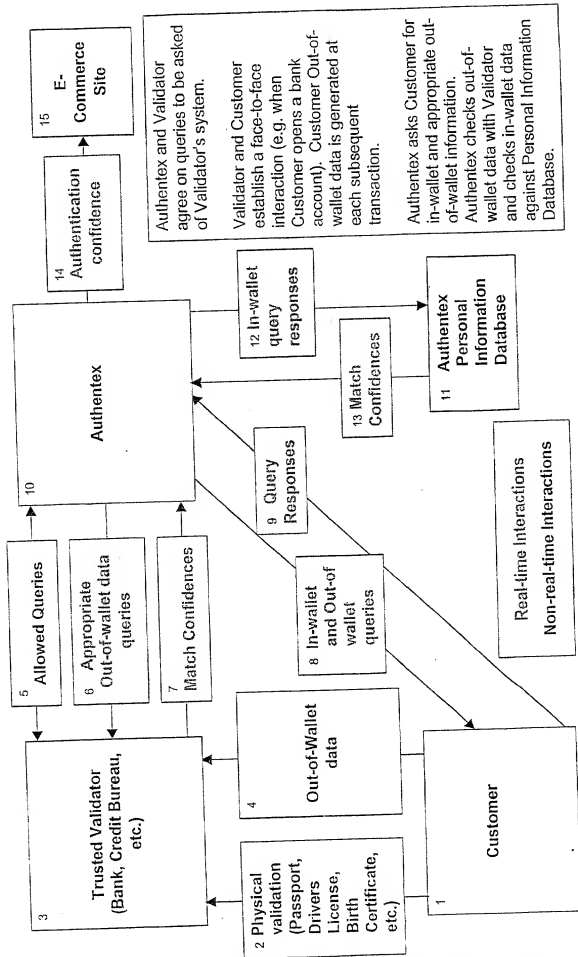 3
Trusted Validator
(Bank, Credit Bureau,
etc.)
5
Allowed Queries
6 Appropriate
Out-of-wallet data
queries
7
Match Confidences
10
Authentex
14
Authentication
confidence
15
E-
Commerce
Site
2 Physical
validation
(Passport,
Drivers
License,
Birth
Certificate,
etc.)
4
Out-of-Wallet
data
8 In-wallet
and Out-of
wallet
queries
9 Query
Responses
12 In-wallet
query
responses
13 Match
Confidences
1
Customer
11
Authentex
Personal
Information
Database
Real-time Interactions
Non-real-time Interactions
Authentex and Validator
agree on queries to be asked
of Validator's system.
Validator and Customer
establish a face-to-face
interaction (e.g. when
Customer opens a bank
account). Customer Out-of-
wallet data is generated at
each subsequent
transaction.
Authentex asks Customer for
in-wallet and appropriate out-
of-wallet information.
Authentex checks out-of-
wallet data with Validator
and checks in-wallet data
against Personal Information
Database.